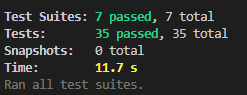 Test Suites: 7 passed, 7 total
Tests:       35 passed, 35 total
Snapshots:   0 total
Time:        11.7 s
Ran all test suites.